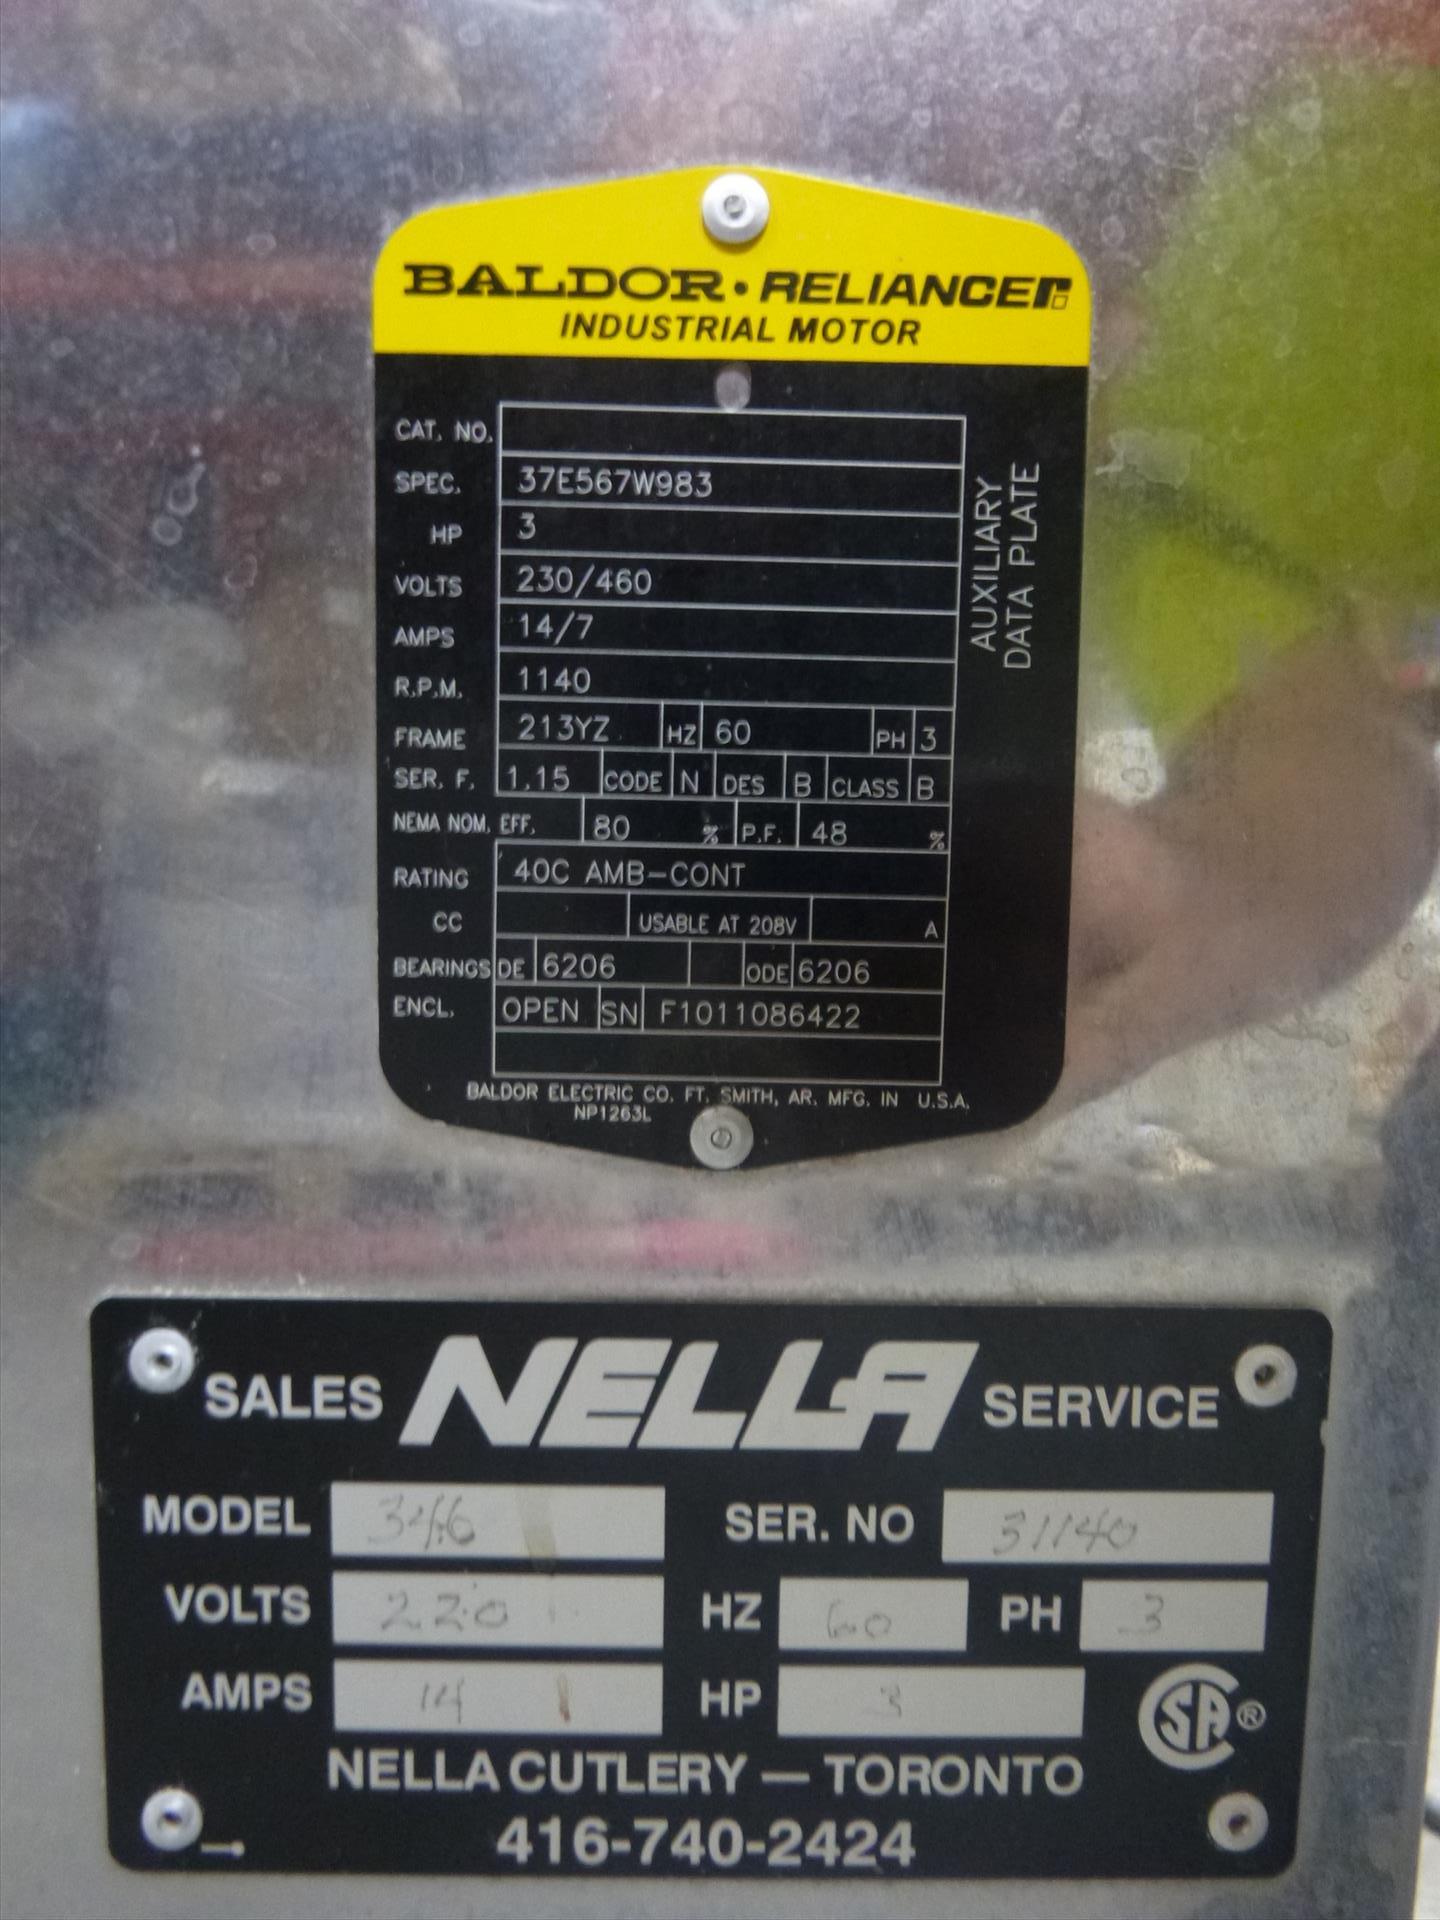 BALDOR • RELIANCE
INDUSTRIAL MOTOR
CAT. NO.
SPEC. 37E567W983
HP 3
VOLTS 230/460
AMPS 14/7
R.P.M. 1140
FRAME 213YZ HZ 60 PH 3
SER. F. 1.15 CODE N DES B CLASS B
NEMA NOM. EFF. 80 % P.F. 48 %
RATING 40C AMB-CONT
CC USABLE AT 208V A
BEARINGS DE 6206 ODE 6206
ENCL. OPEN SN F1011086422
AUXILIARY
DATA PLATE
BALDOR ELECTRIC CO. FT. SMITH, AR. MFG. IN U.S.A.
NP1263L
SALES NELLA SERVICE
MODEL 346 SER. NO 31140
VOLTS 220 HZ 60 PH 3
AMPS 14 HP 3
CSA ®
NELLA CUTLERY — TORONTO
416-740-2424